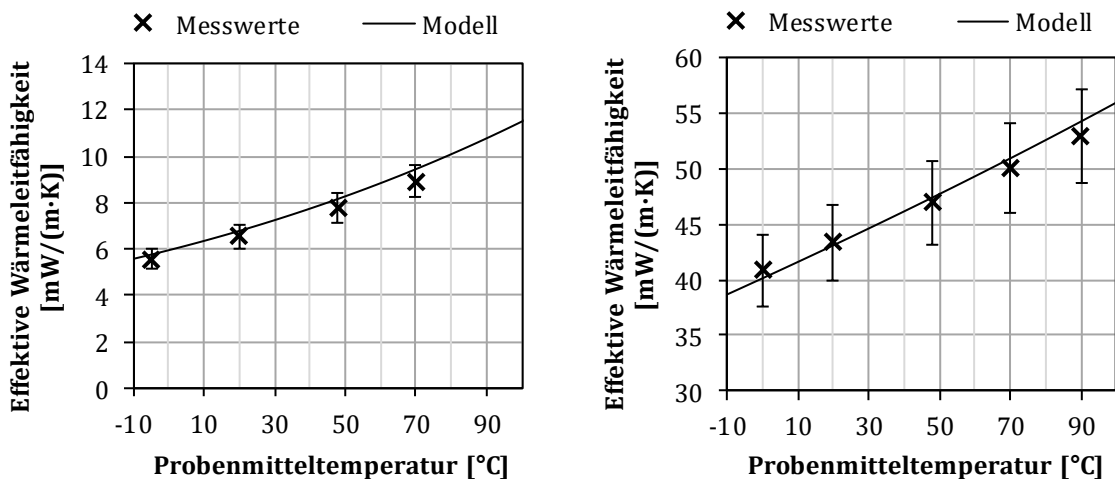 Messwerte
Modell
Effektive Wärmeleitfähigkeit
[mW/(m·K)]
14
12
10
8
6
4
2
0
-10 10 30 50 70 90
Probenmitteltemperatur [°C]
Messwerte
Modell
Effektive Wärmeleitfähigkeit
[mW/(m·K)]
60
55
50
45
40
35
30
-10 10 30 50 70 90
Probenmitteltemperatur [°C]